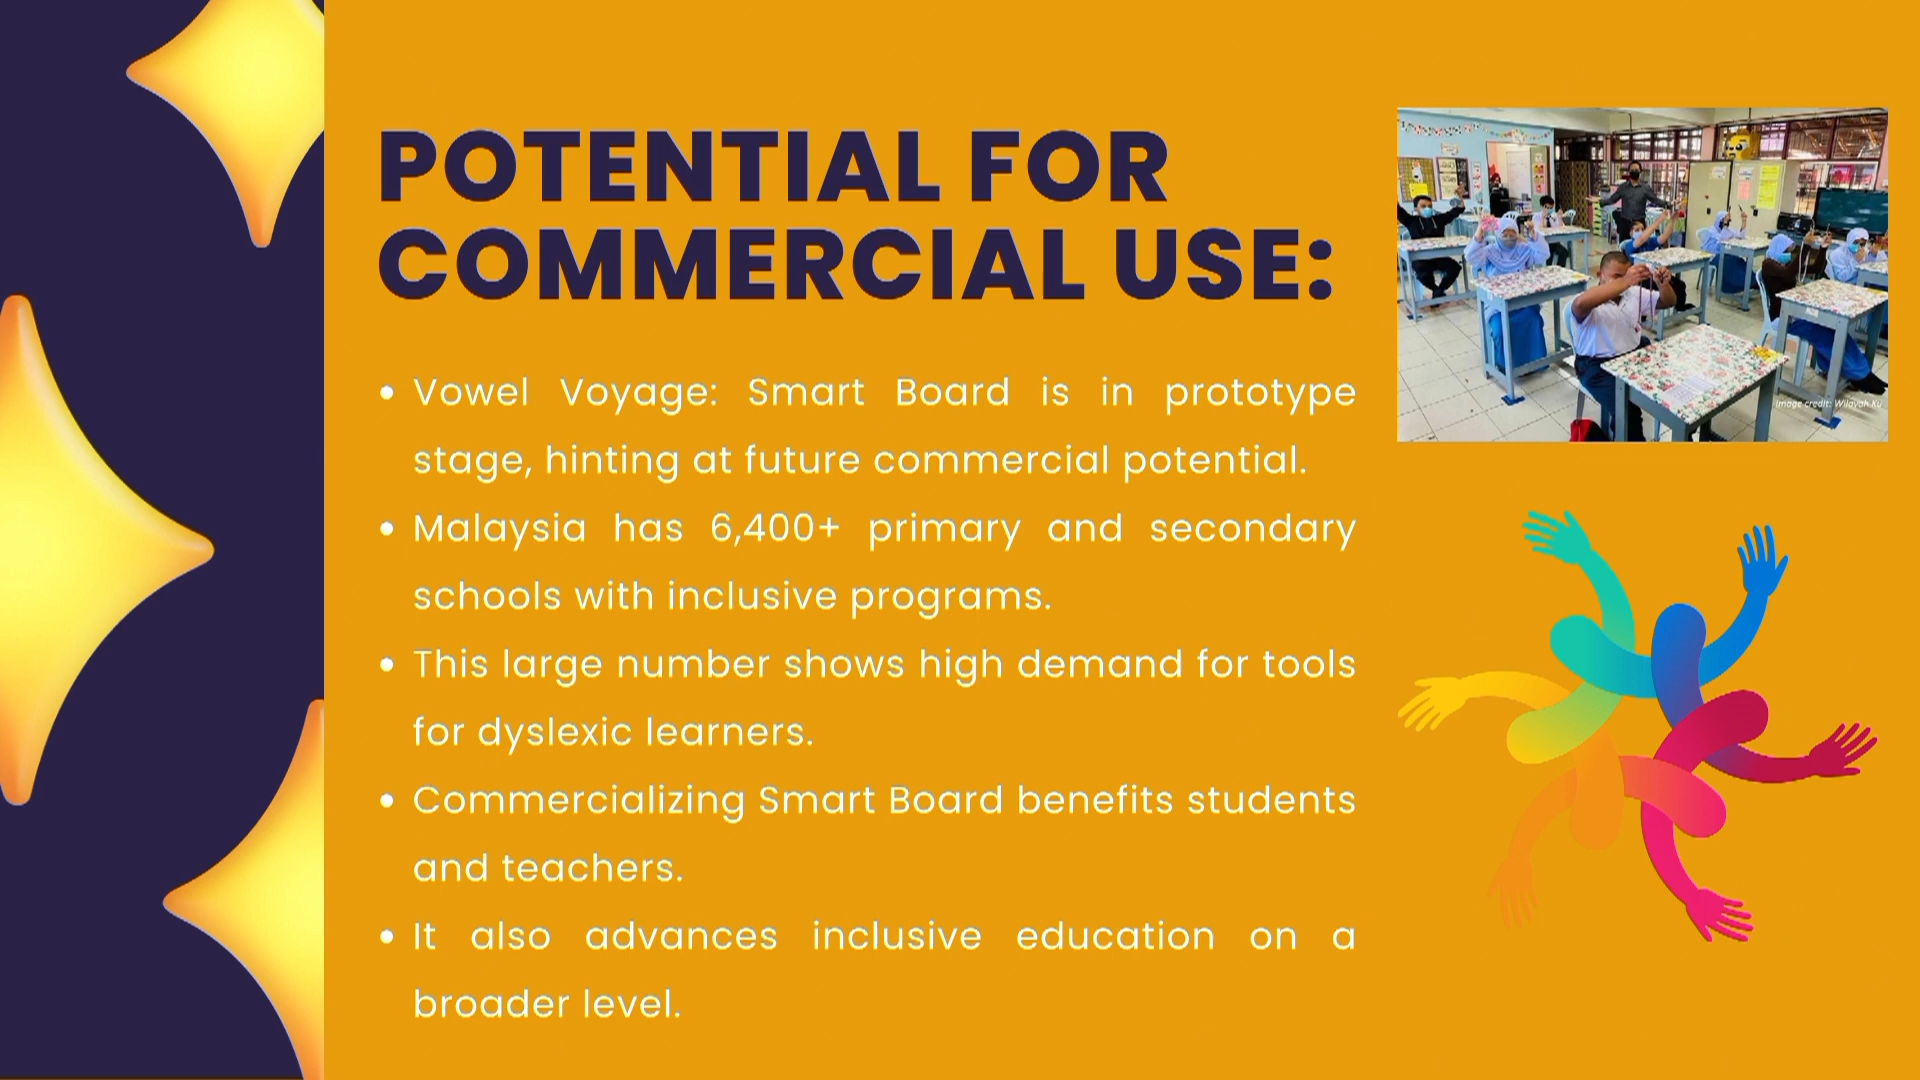 POTENTIAL FOR
COMMERCIAL USE:
• Vowel Voyage: Smart Board is in prototype
stage, hinting at future commercial potential.
• Malaysia has 6,400+ primary and secondary
schools with inclusive programs.
• This large number shows high demand for tools
for dyslexic learners.
• Commercializing Smart Board benefits students
and teachers.
• It also advances inclusive education on a
broader level.
Image credit: Wilayah Ku